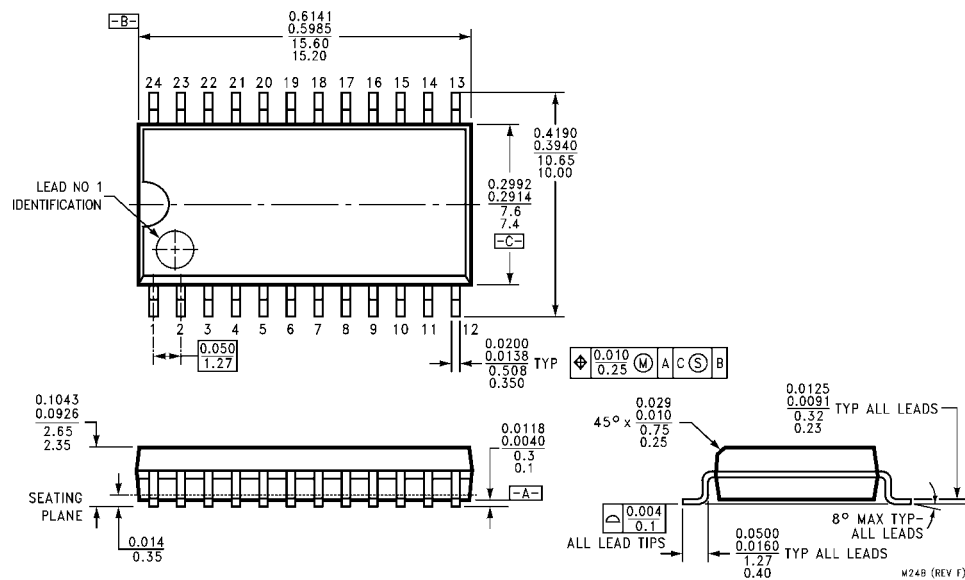 -B-
0.6141
0.5985
15.60
15.20
24 23 22 21 20 19 18 17 16 15 14 13
0.4190
0.3940
10.65
10.00
LEAD NO 1
IDENTIFICATION
0.2992
0.2914
7.6
7.4
-C-
1 2 3 4 5 6 7 8 9 10 11 12
0.050
1.27
0.0200
0.0138
0.508
0.350
TYP
0.010
0.25
M A C S B
0.1043
0.0926
2.65
2.35
0.0118
0.0040
0.3
0.1
-A-
SEATING
PLANE
0.014
0.35
45° x
0.029
0.010
0.75
0.25
0.0125
0.0091
0.32
0.23
TYP ALL LEADS
0.004
0.1
ALL LEAD TIPS
0.0500
0.0160
1.27
0.40
TYP ALL LEADS
8° MAX TYP-
ALL LEADS
M24B (REV F)